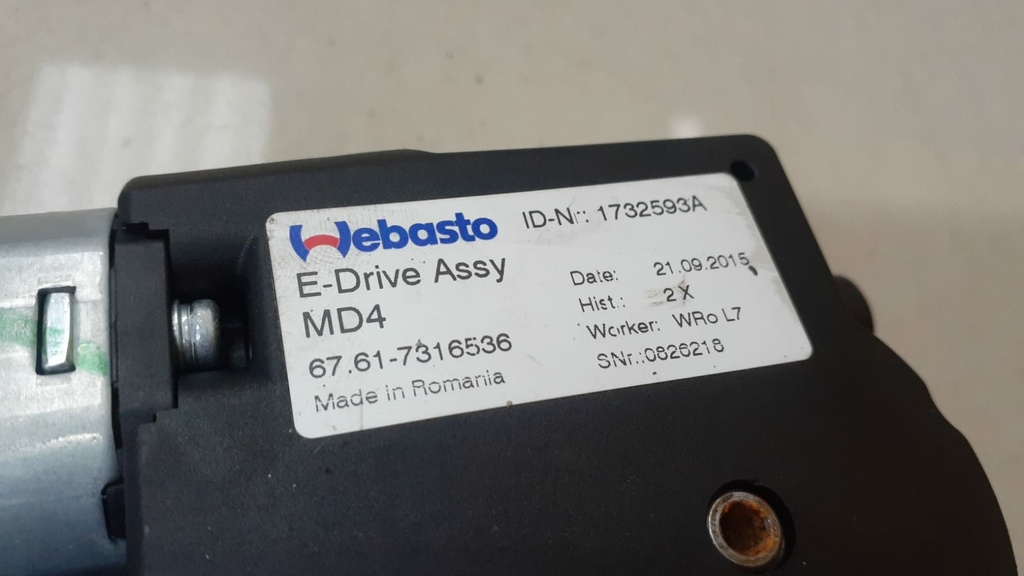 Webasto
E-Drive Assy
MD4
67.61-7316536
Made in Romania
ID-Nr: 1732593A
Date: 21.09.2015
Hist.: 2X
Worker: WRo L7
SNr.:0826218